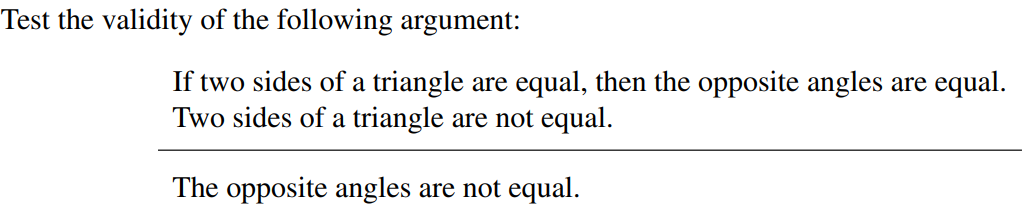 Test the validity of the following argument:
If two sides of a triangle are equal, then the opposite angles are equal.
Two sides of a triangle are not equal.
The opposite angles are not equal.